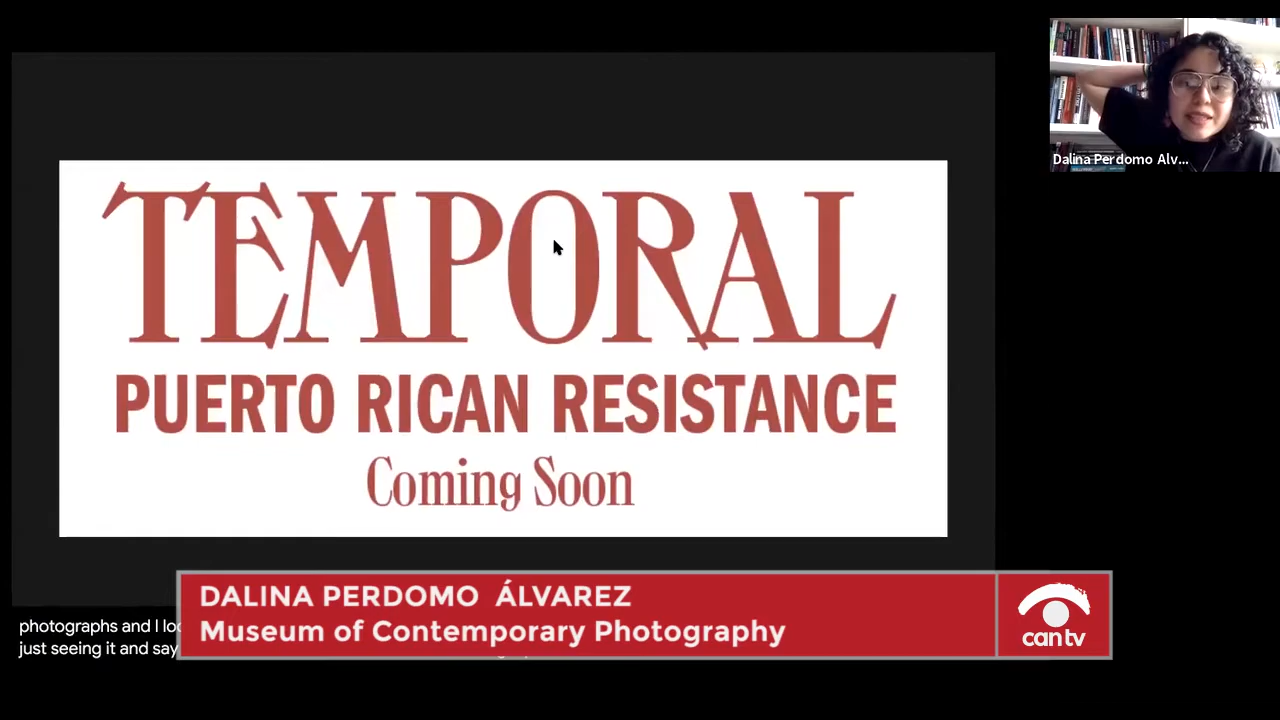 TEMPORAL
PUERTO RICAN RESISTANCE
Coming Soon
Dalina Perdomo Alv...
DALINA PERDOMO ÁLVAREZ
Museum of Contemporary Photography
can tv
photographs and I
just seeing it and say